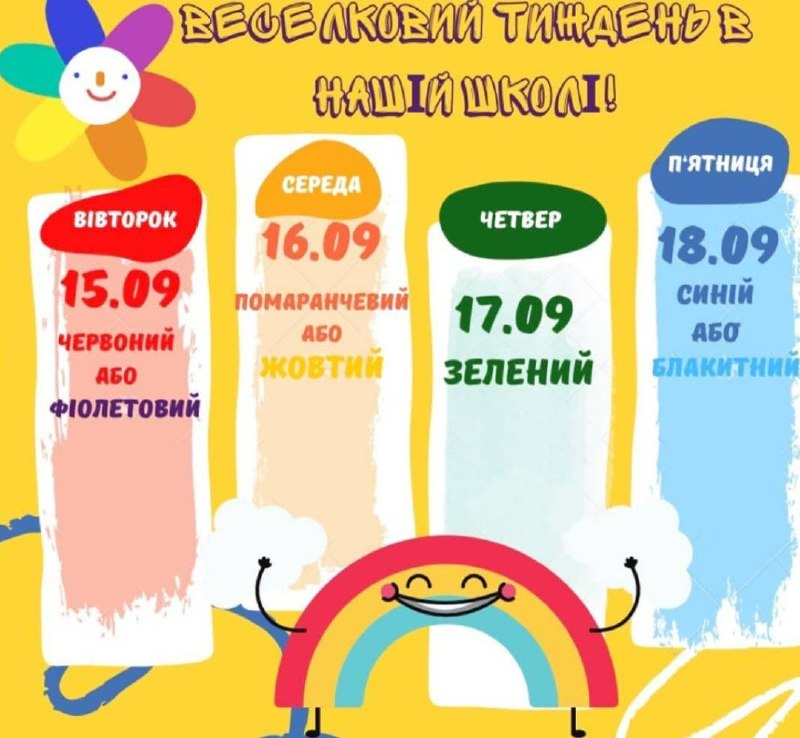 ВЕСЕЛКОВИЙ ТИЖДЕНЬ В
НАШІЙ ШКОЛІ!
ВІВТОРОК
15.09
ЧЕРВОНИЙ
АБО
ФІОЛЕТОВИЙ
СЕРЕДА
16.09
ПОМАРАНЧЕВИЙ
АБО
ЖОВТИЙ
ЧЕТВЕР
17.09
ЗЕЛЕНИЙ
П'ЯТНИЦЯ
18.09
СИНІЙ
АБО
БЛАКИТНИЙ